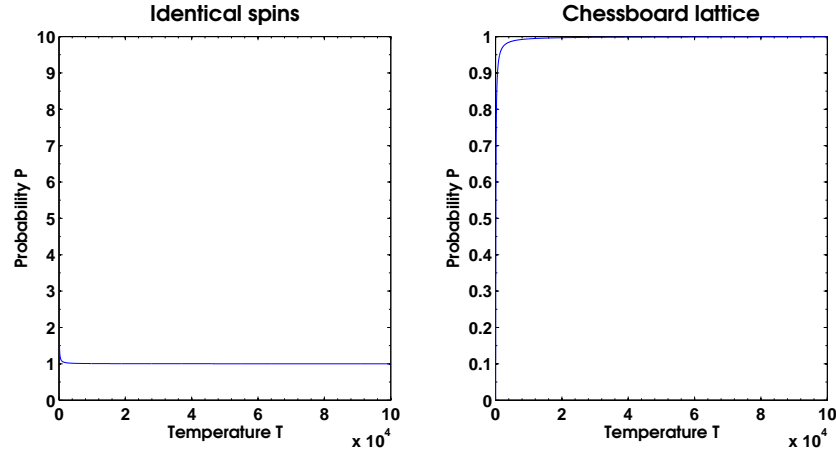 Identical spins
10
9
8
7
6
5
4
3
2
1
0
Probability P
0 2 4 6 8 10
Temperature T
x 10^4
Chessboard lattice
1
0.9
0.8
0.7
0.6
0.5
0.4
0.3
0.2
0.1
0
Probability P
0 2 4 6 8 10
Temperature T
x 10^4